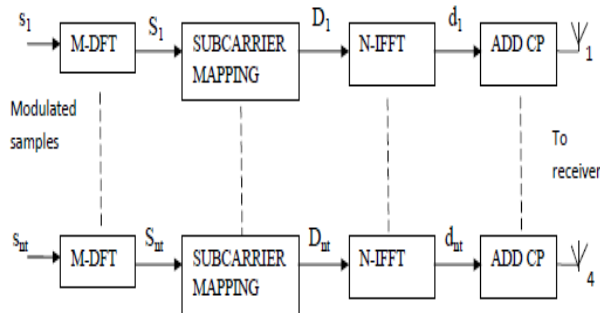 s1 S1 D1 d1
M-DFT SUBCARRIER MAPPING N-IFFT ADD CP 1
Modulated samples
To receiver
snt Snt Dnt dnt
M-DFT SUBCARRIER MAPPING N-IFFT ADD CP 4